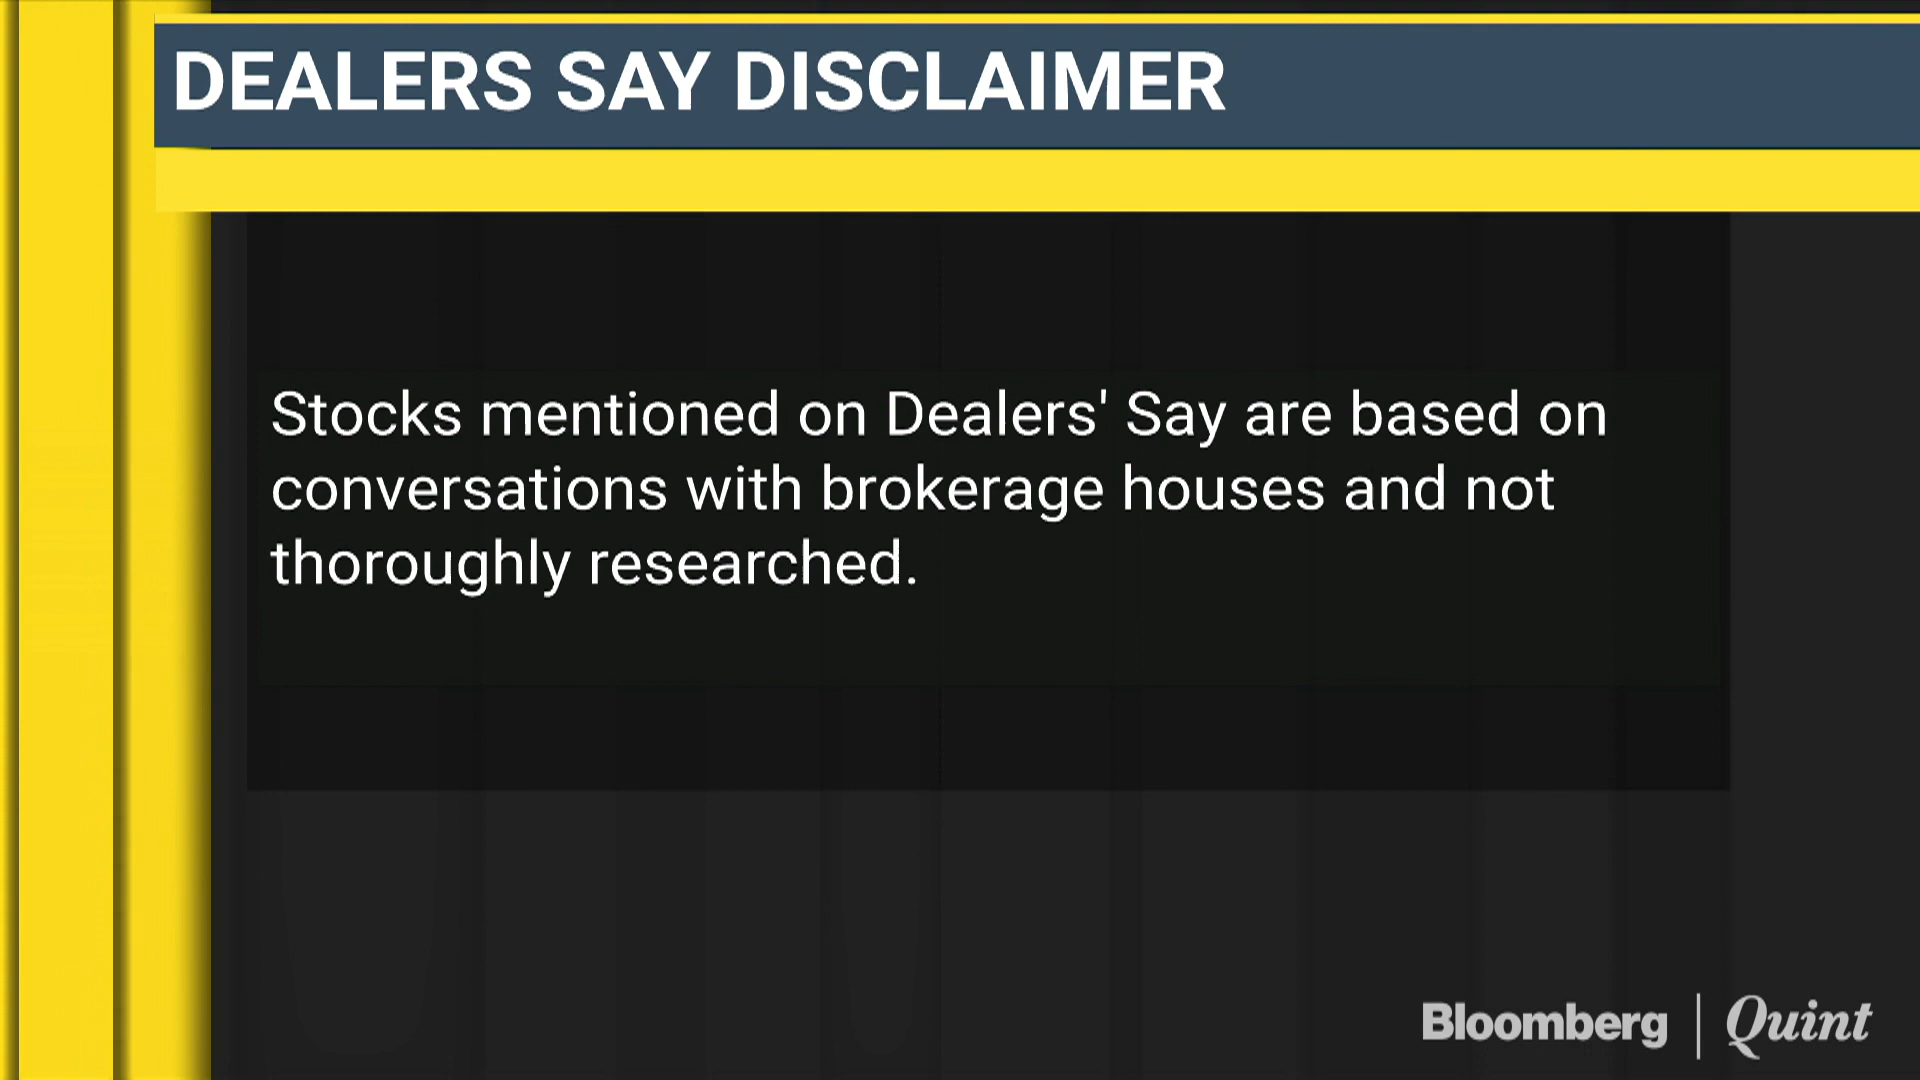 DEALERS SAY DISCLAIMER
Stocks mentioned on Dealers' Say are based on
conversations with brokerage houses and not
thoroughly researched.
Bloomberg | Quint